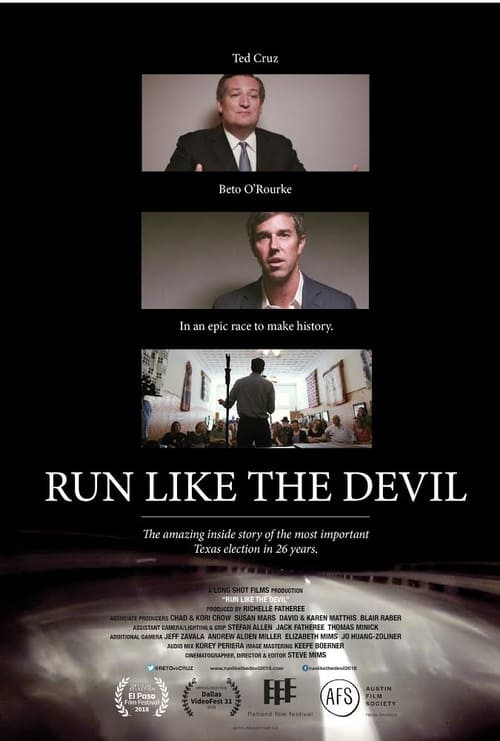 Ted Cruz
Beto O'Rourke
In an epic race to make history.
RUN LIKE THE DEVIL
The amazing inside story of the most important
Texas election in 26 years.
A LONG SHOT FILMS PRODUCTION
"RUN LIKE THE DEVIL"
PRODUCED BY RICHELLE FATHEREE
ASSOCIATE PRODUCERS CHAD & KORI CROW SUSAN MARS DAVID & KAREN MATTHIS BLAIR RABER
ASSISTANT CAMERA/LIGHTING & GRIP STEFAN ALLEN JACK FATHEREE THOMAS MINICK
ADDITIONAL CAMERA JEFF ZAVALA ANDREW ALDEN MILLER ELIZABETH MIMS JO HUANG-ZOLINER
AUDIO MIX KOREY PERIERA IMAGE MASTERING KEEFE BOERNER
CINEMATOGRAPHER, DIRECTOR & EDITOR STEVE MIMS
@BETOvsCRUZ www.runlikethedevil2018.com runlikethedevil2018
OFFICIAL SELECTION
El Paso
Film Festival
2018
OFFICIAL SELECTION
Dallas
VideoFest 31
2018
flatland film festival
AFS
AUSTIN
FILM
SOCIETY